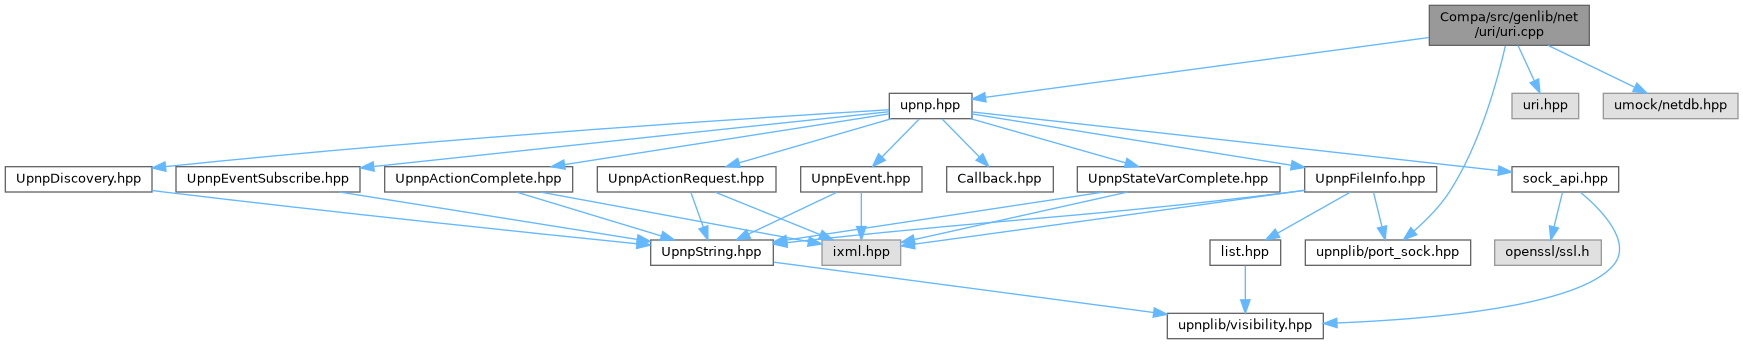 Compa/src/genlib/net
/uri/uri.cpp
upnp.hpp
uri.hpp
umock/netdb.hpp
UpnpDiscovery.hpp
UpnpEventSubscribe.hpp
UpnpActionComplete.hpp
UpnpActionRequest.hpp
UpnpEvent.hpp
Callback.hpp
UpnpStateVarComplete.hpp
UpnpFileInfo.hpp
sock_api.hpp
UpnpString.hpp
ixml.hpp
list.hpp
upnplib/port_sock.hpp
openssl/ssl.h
upnplib/visibility.hpp